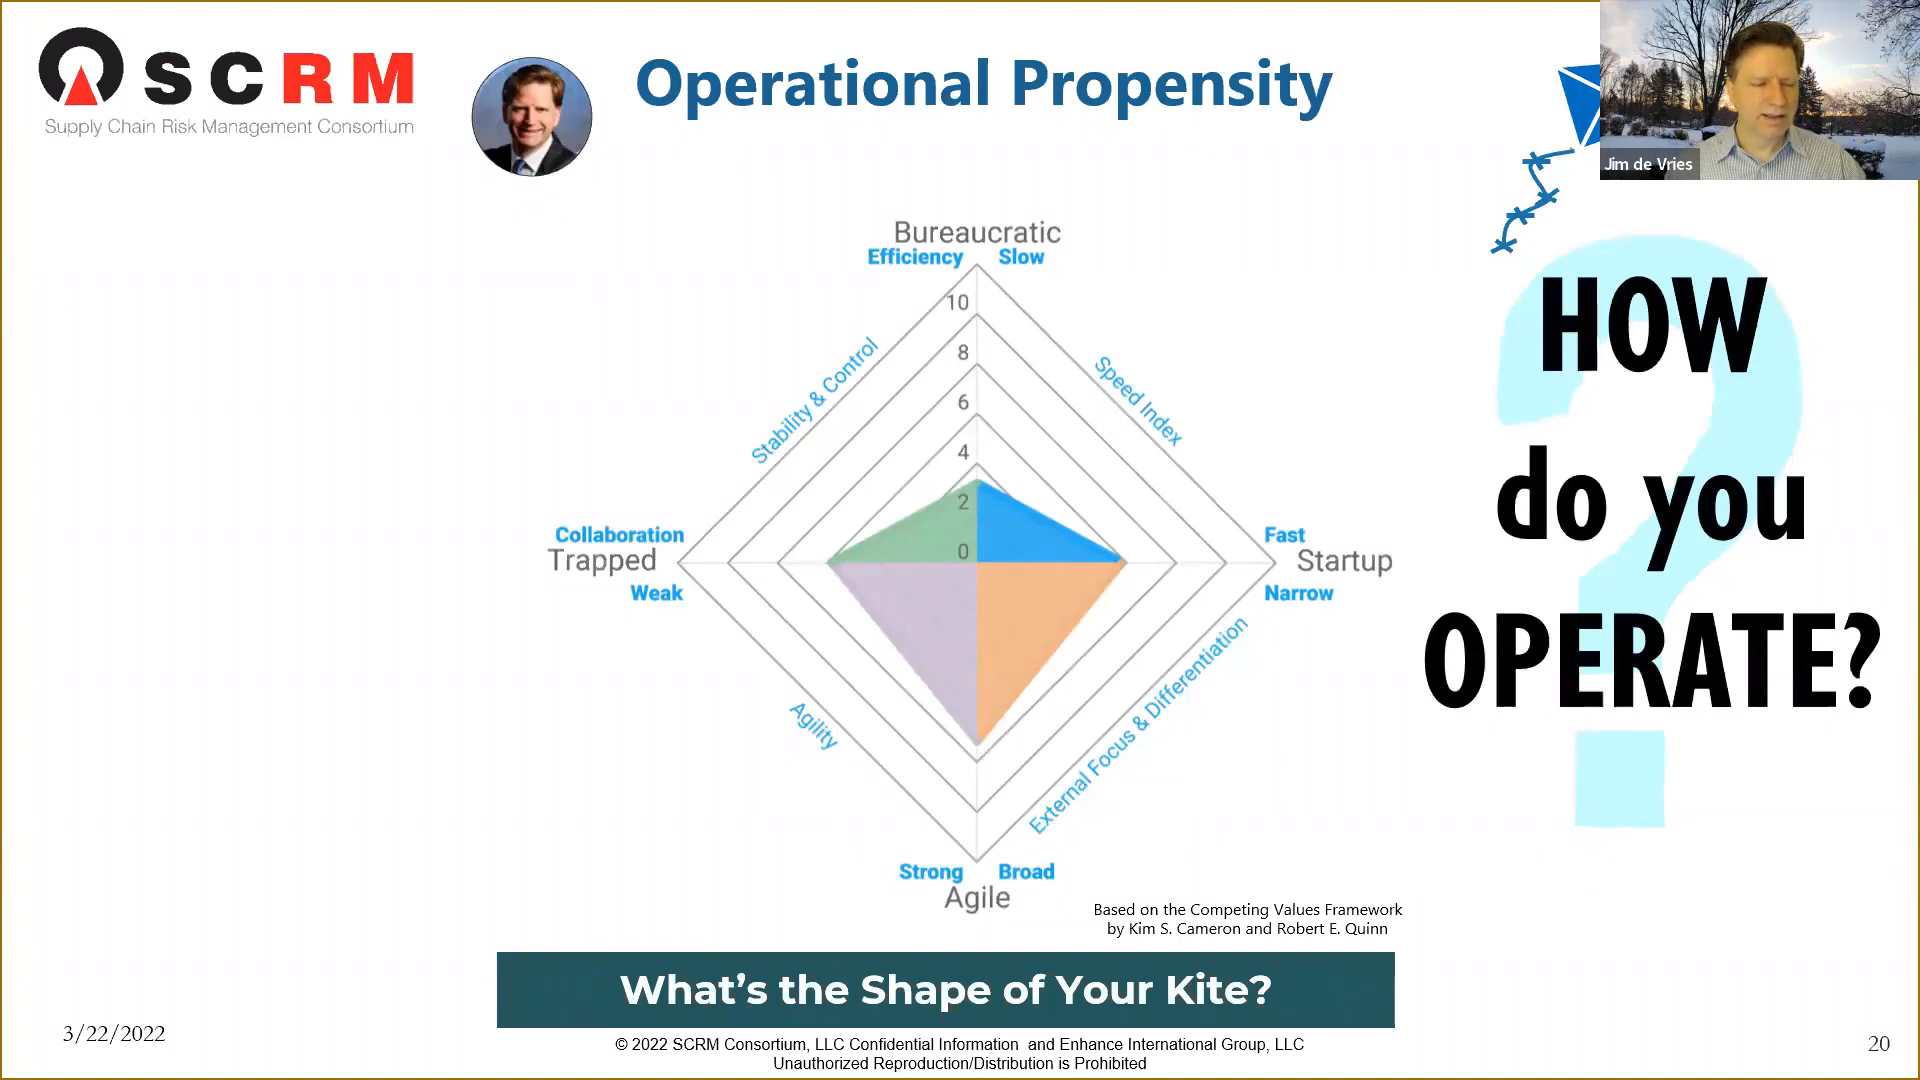 SCRM
Supply Chain Risk Management Consortium
Operational Propensity
Jim de Vries
Bureaucratic
Efficiency Slow
10
8
6
4
2
0
Stability & Control
Speed Index
Collaboration
Trapped
Weak
Fast
Startup
Narrow
Agility
External Focus & Differentiation
Strong Broad
Agile
HOW
do you
OPERATE?
?
Based on the Competing Values Framework
by Kim S. Cameron and Robert E. Quinn
What's the Shape of Your Kite?
3/22/2022
© 2022 SCRM Consortium, LLC Confidential Information and Enhance International Group, LLC
Unauthorized Reproduction/Distribution is Prohibited
20